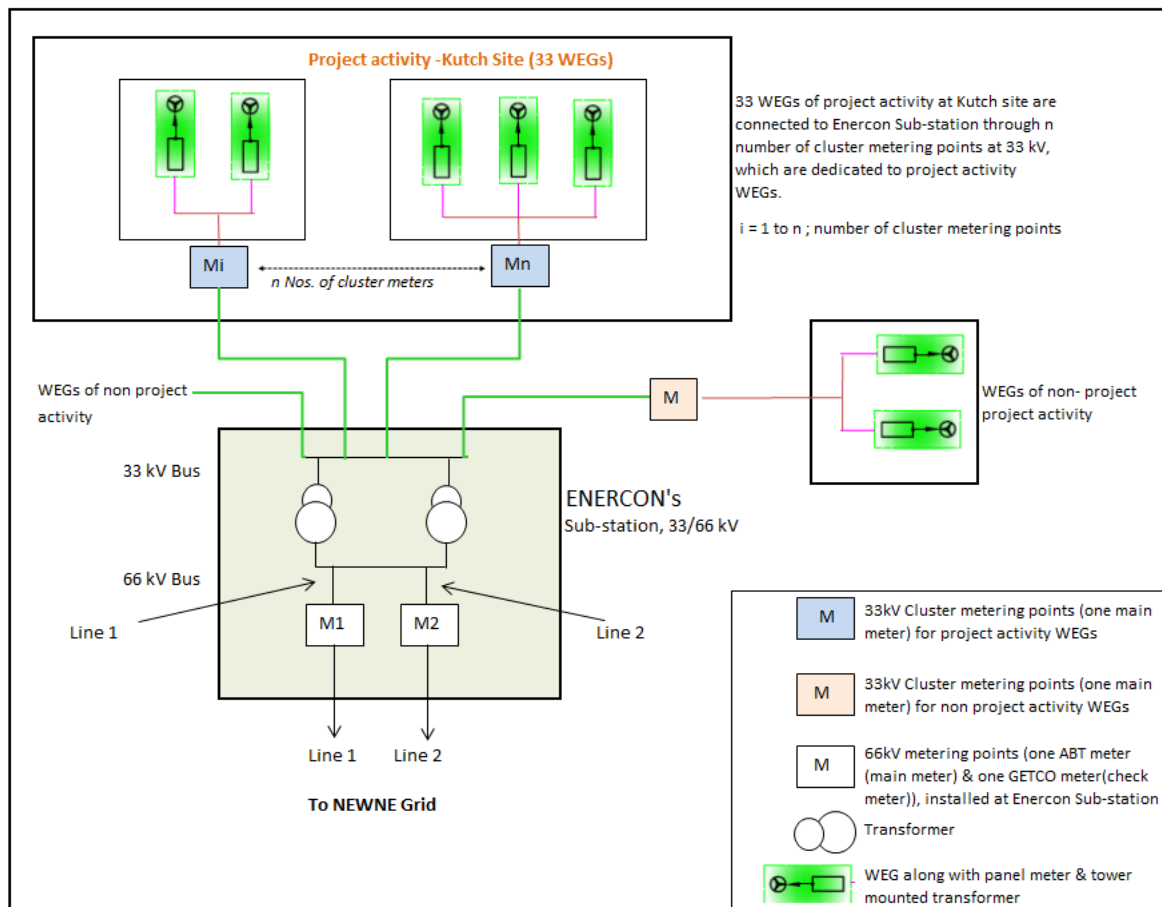 Project activity -Kutch Site (33 WEGs)
33 WEGs of project activity at Kutch site are
connected to Enercon Sub-station through n
number of cluster metering points at 33 kV,
which are dedicated to project activity
WEGs.
i = 1 to n ; number of cluster metering points
Mi
Mn
n Nos. of cluster meters
WEGs of non project
activity
M
WEGs of non- project
project activity
33 kV Bus
ENERCON's
Sub-station, 33/66 kV
66 kV Bus
Line 1
M1
M2
Line 2
Line 1
Line 2
To NEWNE Grid
M
33kV Cluster metering points (one main
meter) for project activity WEGs
M
33kV Cluster metering points (one main
meter) for non project activity WEGs
M
66kV metering points (one ABT meter
(main meter) & one GETCO meter(check
meter)), installed at Enercon Sub-station
Transformer
WEG along with panel meter & tower
mounted transformer